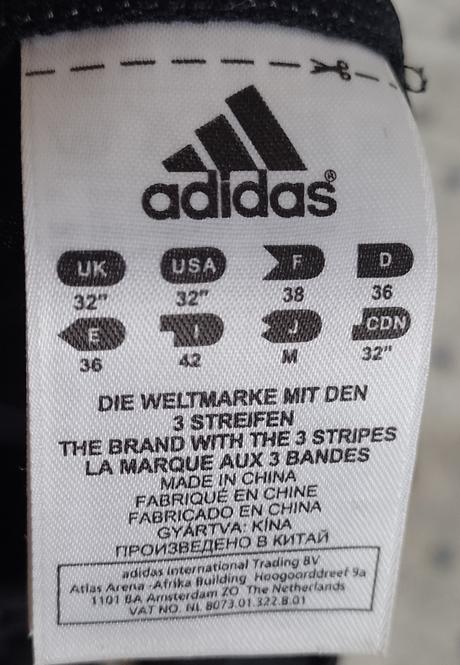 adidas®
UK USA F D
32" 32" 38 36
E I J CDN
36 42 M 32"
DIE WELTMARKE MIT DEN
3 STREIFEN
THE BRAND WITH THE 3 STRIPES
LA MARQUE AUX 3 BANDES
MADE IN CHINA
FABRIQUÉ EN CHINE
FABRICADO EN CHINA
GYÁRTVA: KÍNA
ПРОИЗВЕДЕНО В КИТАЙ
adidas International Trading BV
Atlas Arena -Afrika Building Hoogoorddreef 9a
1101 BA Amsterdam ZO The Netherlands
VAT NO. NL 8073.01.322.B.01